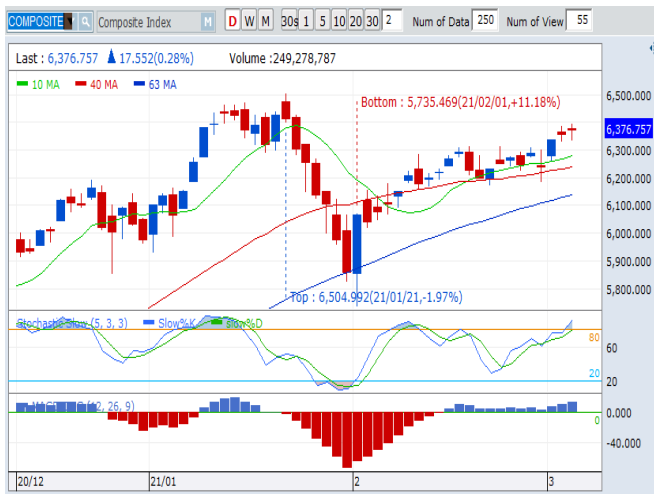 COMPOSITE Composite Index M D W M 30s 1 5 10 20 30 2 Num of Data 250 Num of View 55
Last : 6,376.757 ▲ 17.552(0.28%) Volume :249,278,787
10 MA 40 MA 63 MA
Bottom : 5,735.469(21/02/01,+11.18%)
6,500.000
6,376.757
6,300.000
6,200.000
6,100.000
6,000.000
5,900.000
5,800.000
Top : 6,504.992(21/01/21,-1.97%)
Stochastic Slow (5, 3, 3) Slow%K slow%D
80
60
20
20
(12, 26, 9)
0.000
0
-40.000
20/12 21/01 2 3